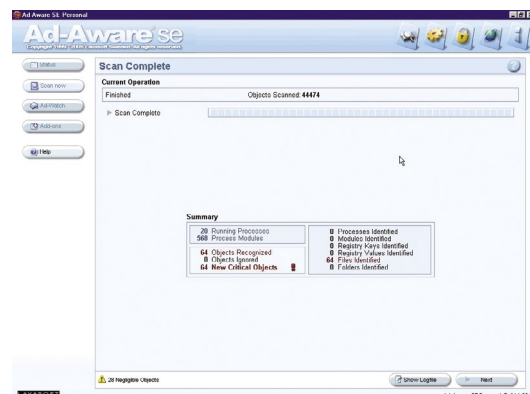 Ad-Aware SE Personal
Ad-Aware SE
Status
Scan now
Ad-Watch
Add-ons
Help
Scan Complete
Current Operation
Finished Objects Scanned: 44474
Scan Complete
Summary
20 Running Processes
568 Process Modules
64 Objects Recognized
0 Objects Ignored
64 New Critical Objects
0 Processes Identified
0 Modules Identified
0 Registry Keys Identified
0 Registry Values Identified
64 Files Identified
0 Folders Identified
28 Negligible Objects
Show Logfile
Next
LAVASOFT